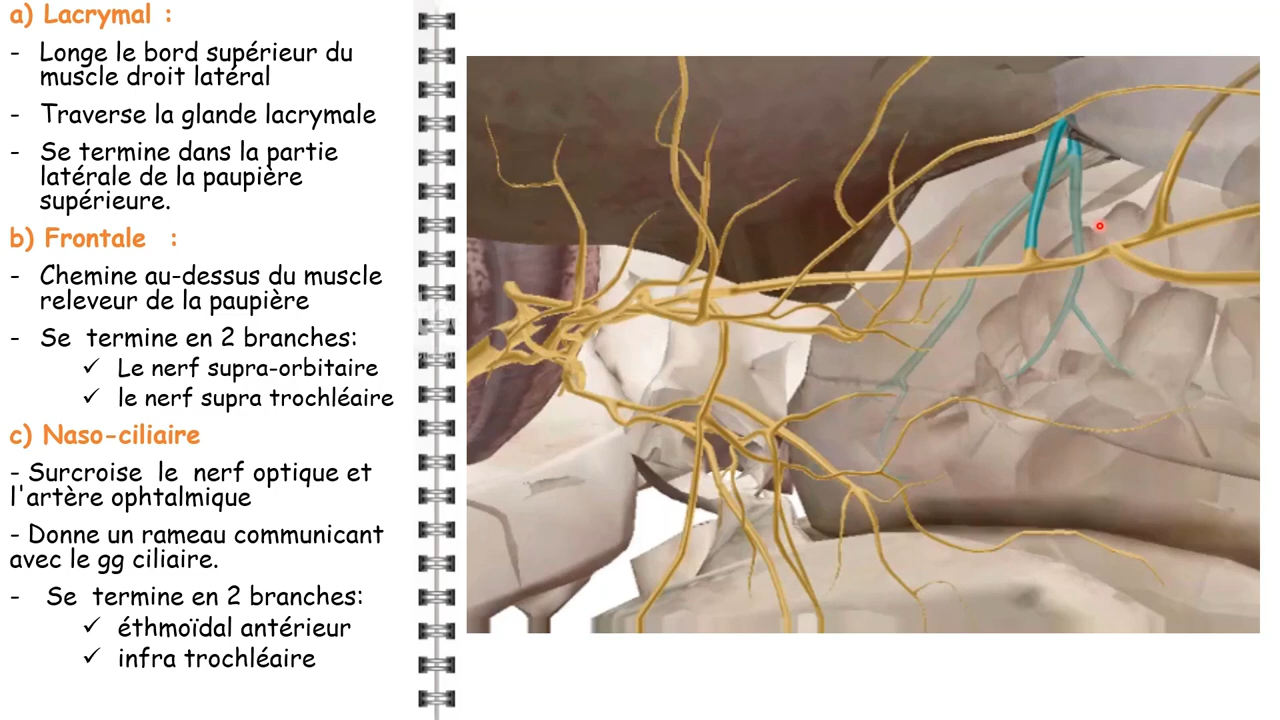 a) Lacrymal :
- Longe le bord supérieur du
muscle droit latéral
- Traverse la glande lacrymale
- Se termine dans la partie
latérale de la paupière
supérieure.
b) Frontale :
- Chemine au-dessus du muscle
releveur de la paupière
- Se termine en 2 branches:
✓ Le nerf supra-orbitaire
✓ le nerf supra trochléaire
c) Naso-ciliaire
- Surcroise le nerf optique et
l'artère ophtalmique
- Donne un rameau communicant
avec le gg ciliaire.
- Se termine en 2 branches:
✓ éthmoïdal antérieur
✓ infra trochléaire